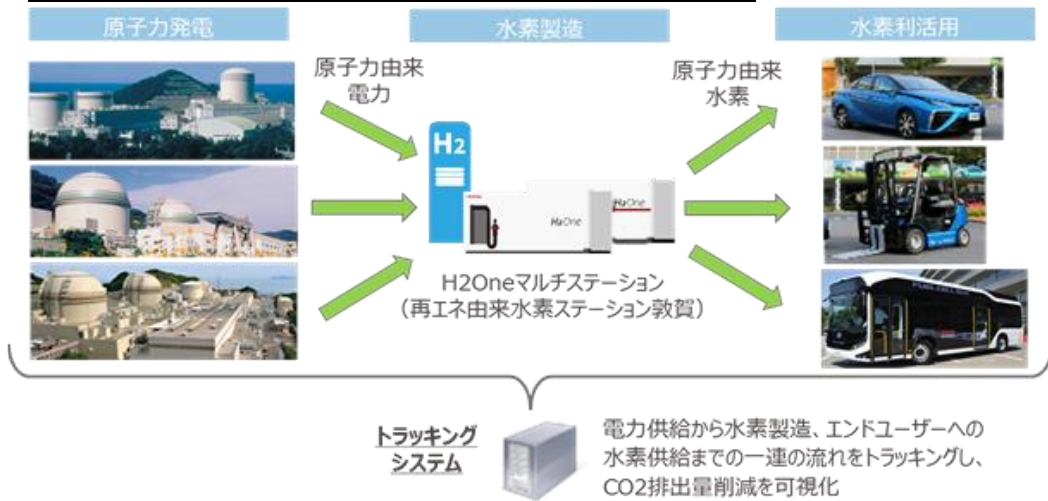 原子力発電
水素製造
水素利活用
原子力由来
電力
原子力由来
水素
H2
H2One
H2One
H2Oneマルチステーション
（再エネ由来水素ステーション敦賀）
FUEL CELL BUS
トラッキング
システム
電力供給から水素製造、エンドユーザーへの
水素供給までの一連の流れをトラッキングし、
CO2排出量削減を可視化